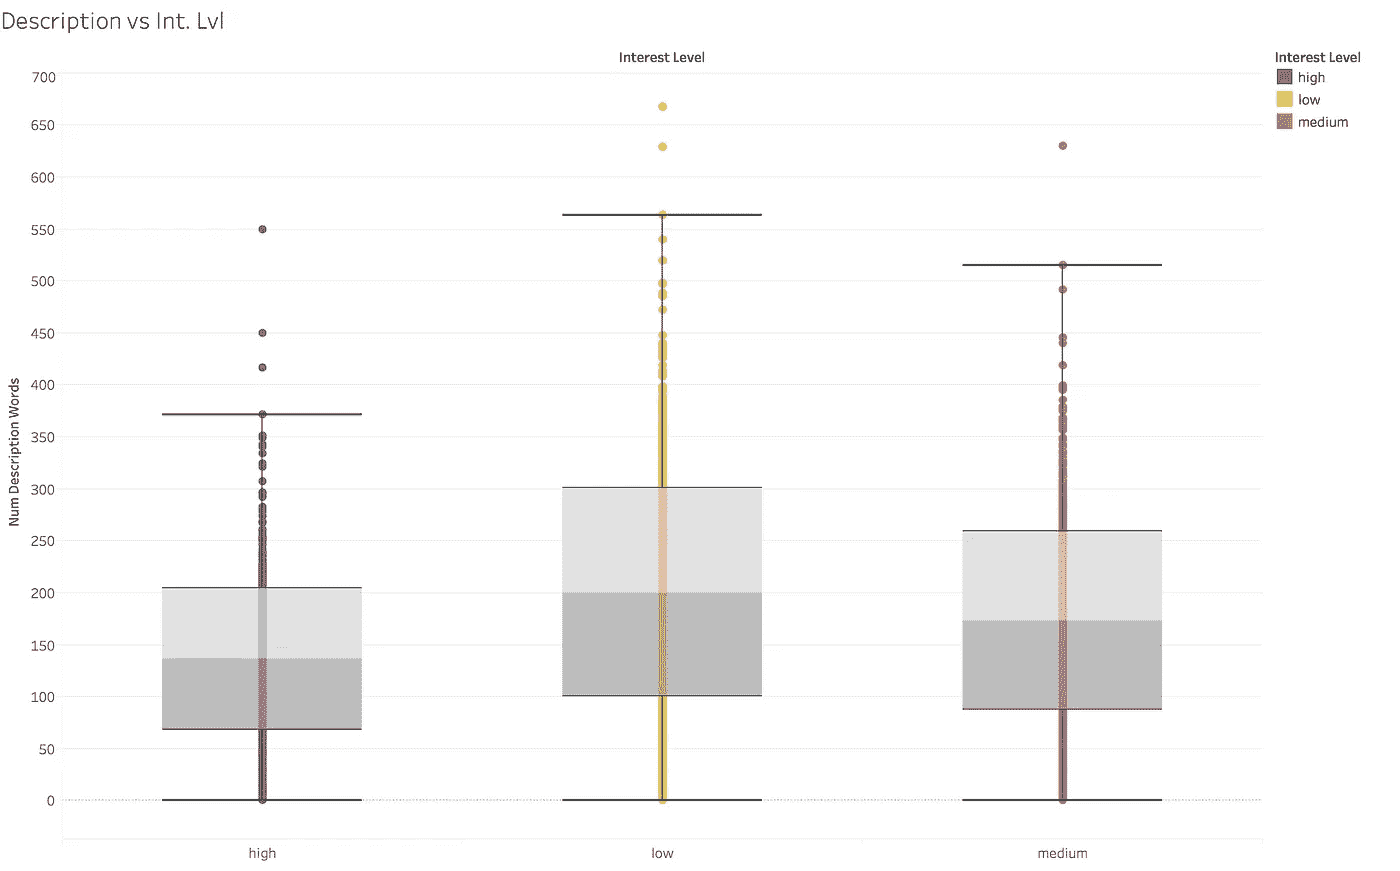 Description vs Int. Lvl
Interest Level
Interest Level
high
low
medium
700
650
600
550
500
450
400
350
300
250
200
150
100
50
0
Num Description Words
high low medium